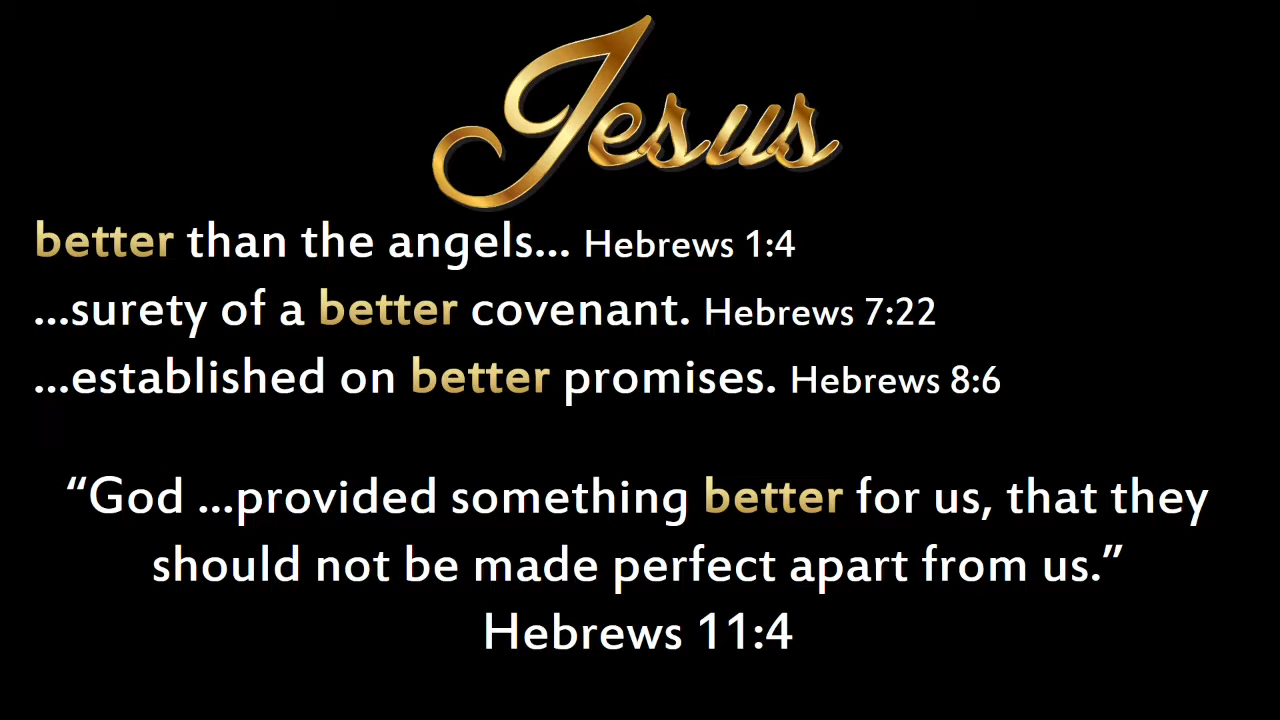 Jesus
better than the angels... Hebrews 1:4
...surety of a better covenant. Hebrews 7:22
...established on better promises. Hebrews 8:6
“God ...provided something better for us, that they
should not be made perfect apart from us.”
Hebrews 11:4